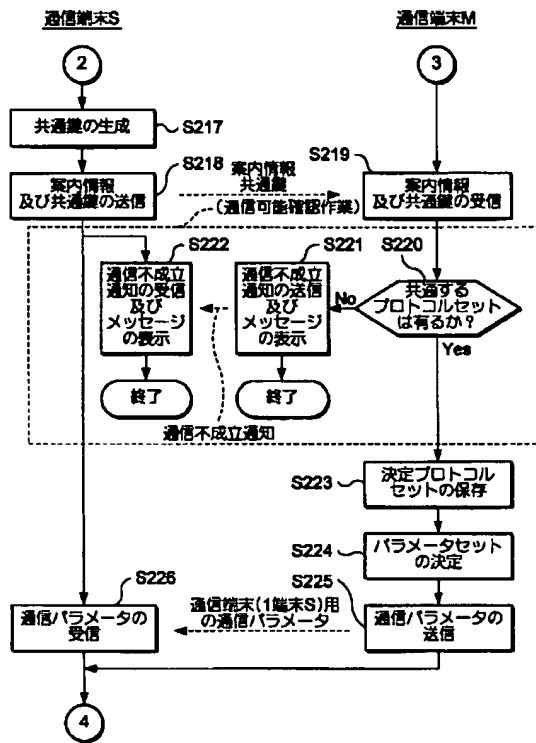 通信端末S
通信端末M
2
3
共通鍵の生成
S217
S218
案内情報
及び共通鍵の送信
案内情報
共通鍵
S219
案内情報
及び共通鍵の受信
(通信可能確認作業)
S222
通信不成立
通知の受信
及び
メッセージ
の表示
S221
通信不成立
通知の送信
及び
メッセージ
の表示
No
S220
共通する
プロトコルセット
は有るか?
Yes
終了
終了
通信不成立通知
S223
決定プロトコル
セットの保存
S224
パラメータセット
の決定
S226
通信パラメータの
受信
通信端末(1端末S)用
の通信パラメータ
S225
通信パラメータの
送信
4